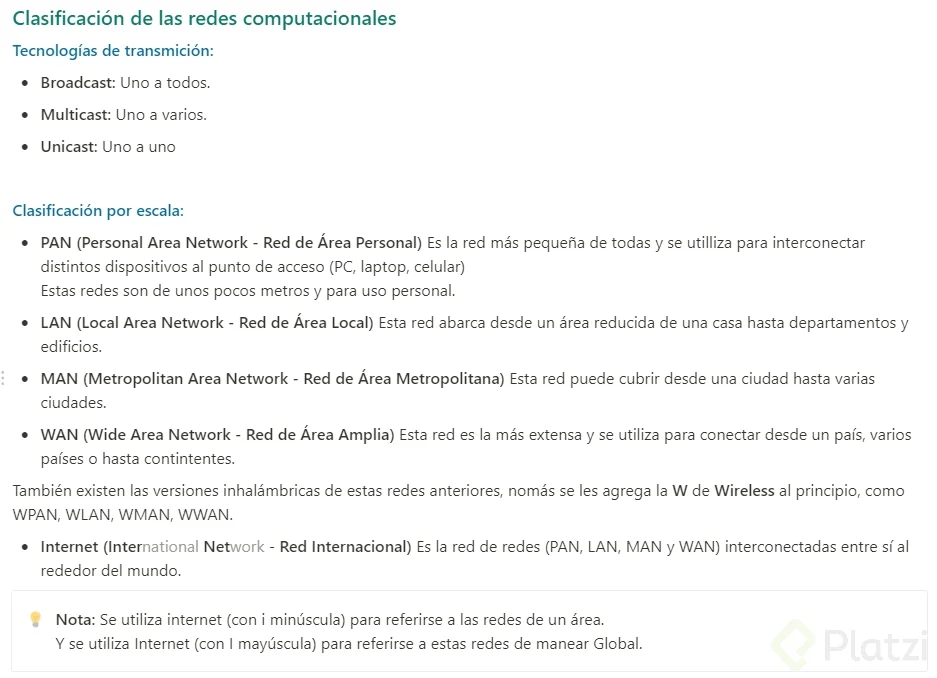 Clasificación de las redes computacionales
Tecnologías de transmición:
• Broadcast: Uno a todos.
• Multicast: Uno a varios.
• Unicast: Uno a uno
Clasificación por escala:
• PAN (Personal Area Network - Red de Área Personal) Es la red más pequeña de todas y se utilliza para interconectar
distintos dispositivos al punto de acceso (PC, laptop, celular)
Estas redes son de unos pocos metros y para uso personal.
• LAN (Local Area Network - Red de Área Local) Esta red abarca desde un área reducida de una casa hasta departamentos y
edificios.
• MAN (Metropolitan Area Network - Red de Área Metropolitana) Esta red puede cubrir desde una ciudad hasta varias
ciudades.
• WAN (Wide Area Network - Red de Área Amplia) Esta red es la más extensa y se utiliza para conectar desde un país, varios
países o hasta contintentes.
También existen las versiones inhalámbricas de estas redes anteriores, nomás se les agrega la W de Wireless al principio, como
WPAN, WLAN, WMAN, WWAN.
• Internet (International Network - Red Internacional) Es la red de redes (PAN, LAN, MAN y WAN) interconectadas entre sí al
rededor del mundo.
Nota: Se utiliza internet (con i minúscula) para referirse a las redes de un área.
Y se utiliza Internet (con I mayúscula) para referirse a estas redes de manear Global.
Platzi